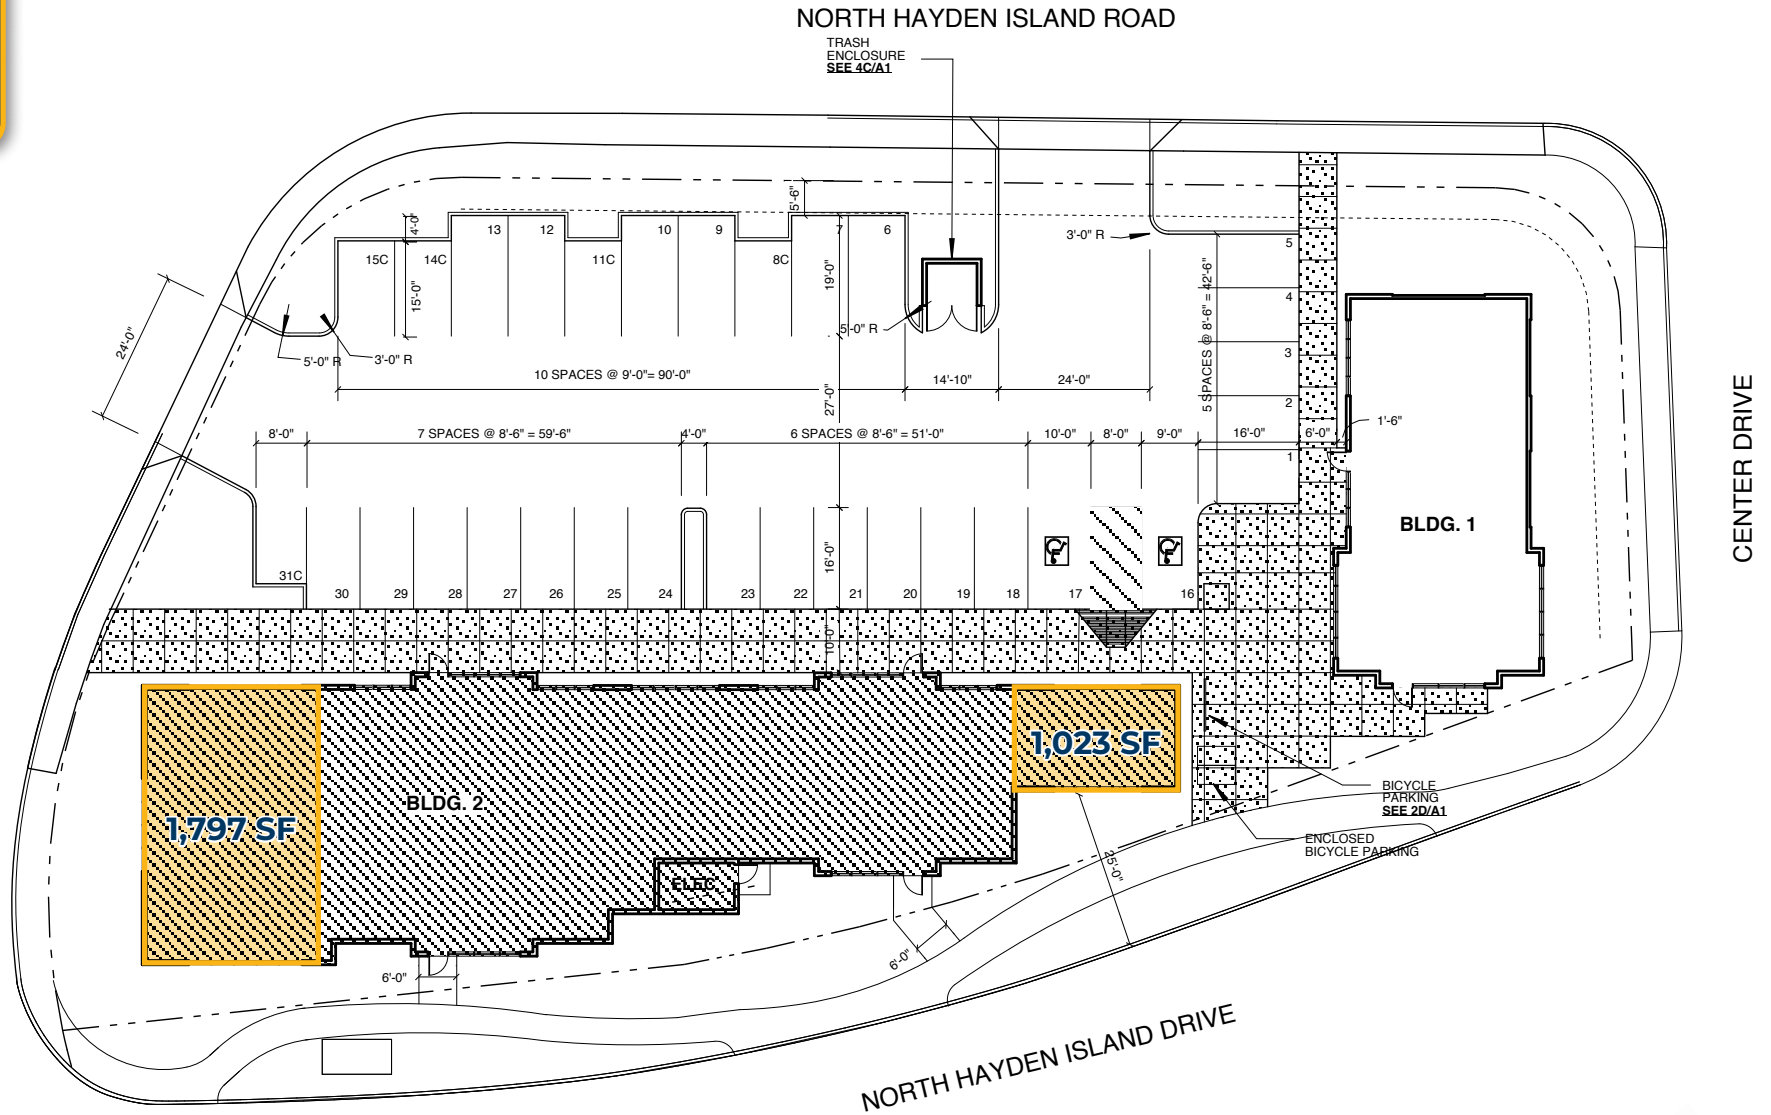 NORTH HAYDEN ISLAND ROAD
TRASH
ENCLOSURE
SEE 4C/A1
5'-6"
4'-0"
13
12
10
9
7
6
3'-0" R
5
15C
14C
11C
8C
15'-0"
19'-0"
5 SPACES @ 8'-6" = 42'-6"
4
24'-0"
5'-0" R
3'-0" R
5'-0" R
3
10 SPACES @ 9'-0"= 90'-0"
14'-10"
24'-0"
27'-0"
2
1'-6"
8'-0"
7 SPACES @ 8'-6" = 59'-6"
4'-0"
6 SPACES @ 8'-6" = 51'-0"
10'-0"
8'-0"
9'-0"
16'-0"
6'-0"
1
CENTER DRIVE
BLDG. 1
16'-0"
31C
30
29
28
27
26
25
24
23
22
21
20
19
18
17
16
10'-0"
1,023 SF
BLDG. 2
1,797 SF
BICYCLE
PARKING
SEE 2D/A1
ENCLOSED
BICYCLE PARKING
25'-0"
ELEC.
6'-0"
6'-0"
NORTH HAYDEN ISLAND DRIVE